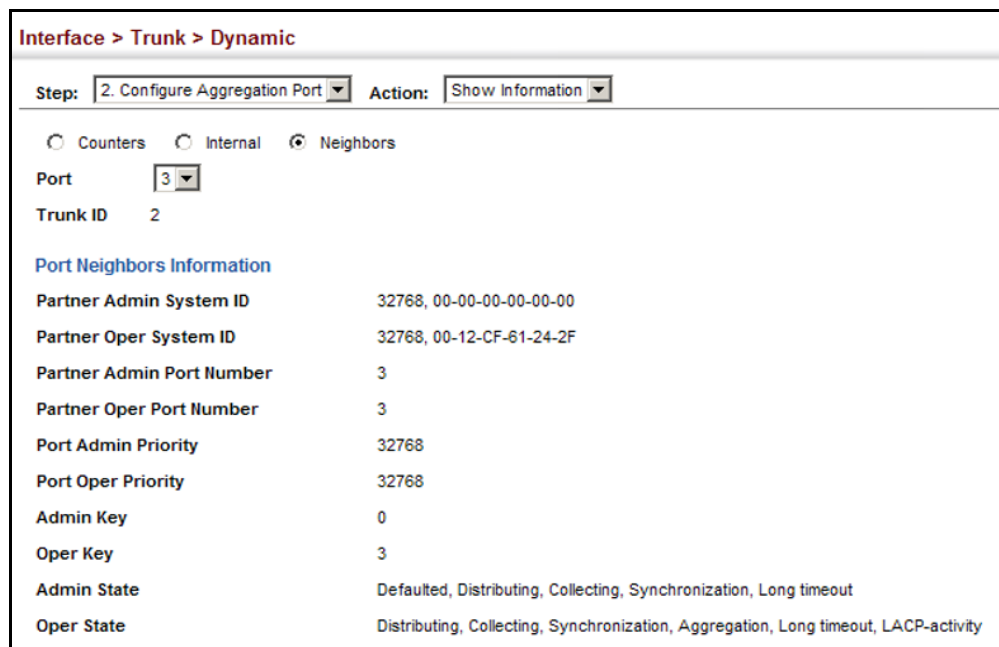 Interface > Trunk > Dynamic
Step: 2. Configure Aggregation Port Action: Show Information
Counters Internal Neighbors
Port 3
Trunk ID 2
Port Neighbors Information
Partner Admin System ID 32768, 00-00-00-00-00-00
Partner Oper System ID 32768, 00-12-CF-61-24-2F
Partner Admin Port Number 3
Partner Oper Port Number 3
Port Admin Priority 32768
Port Oper Priority 32768
Admin Key 0
Oper Key 3
Admin State Defaulted, Distributing, Collecting, Synchronization, Long timeout
Oper State Distributing, Collecting, Synchronization, Aggregation, Long timeout, LACP-activity